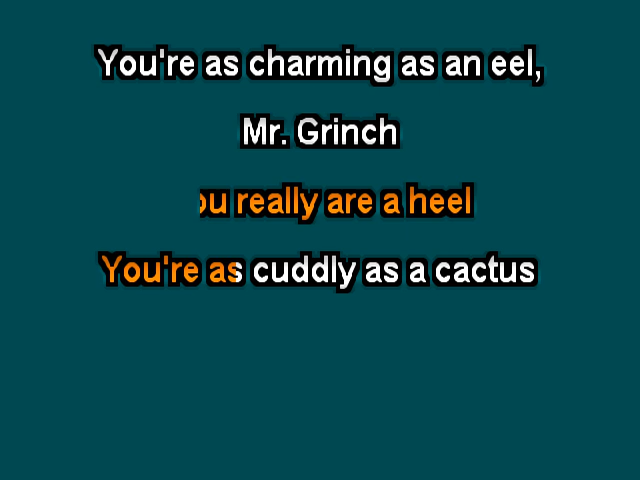 You're as charming as an eel,
Mr. Grinch
ou really are a heel
You're as cuddly as a cactus